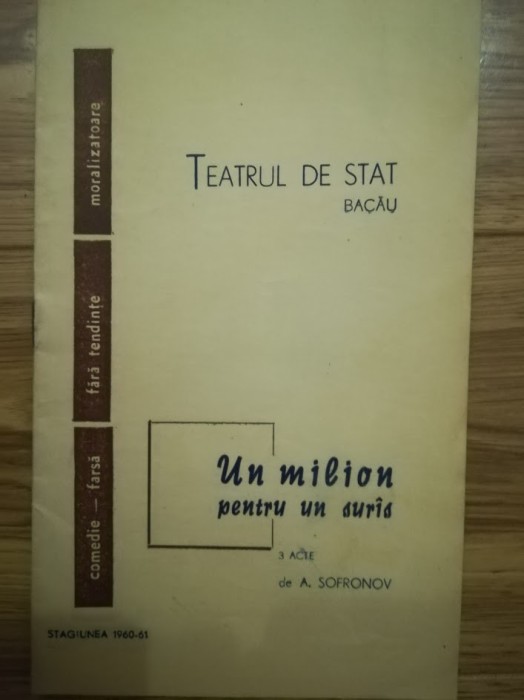 TEATRUL DE STAT
BACĂU
comedie — farsă
fără tendințe
moralizatoare
Un milion
pentru un surîs
3 ACTE
de A. SOFRONOV
STAGIUNEA 1960-61